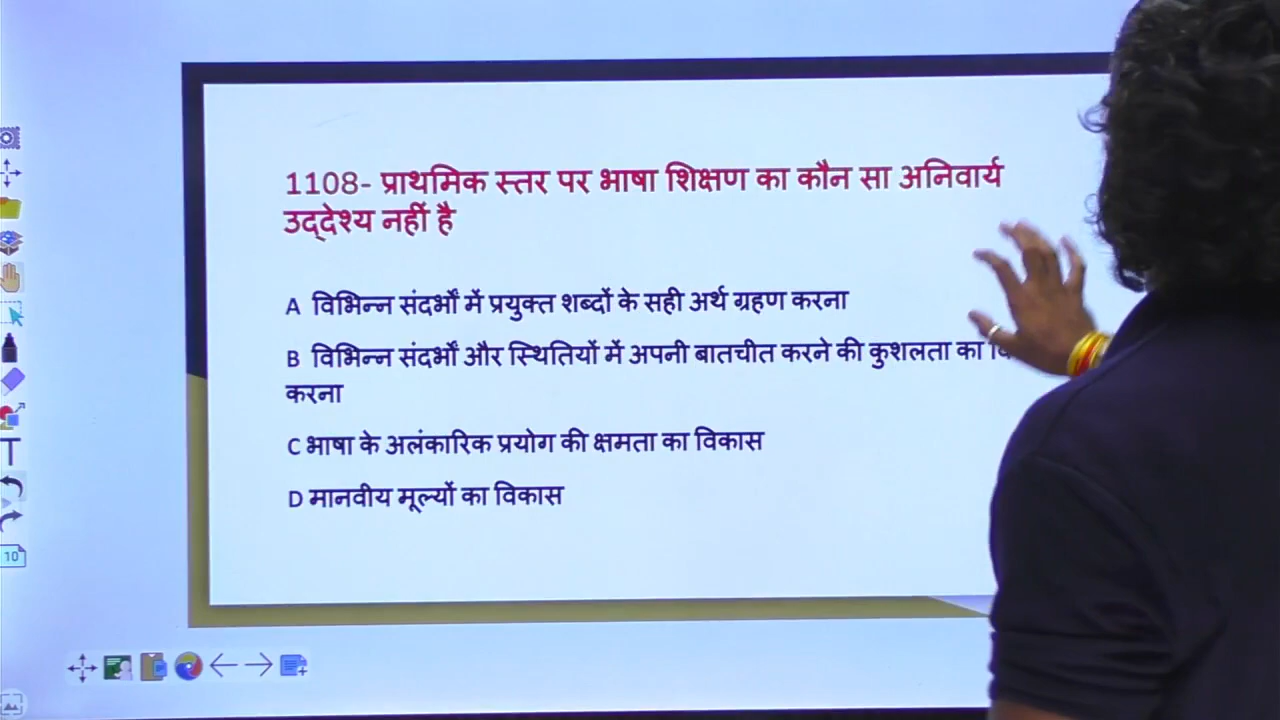 1108- प्राथमिक स्तर पर भाषा शिक्षण का कौन सा अनिवार्य
उद्देश्य नहीं है
A विभिन्न संदर्भों में प्रयुक्त शब्दों के सही अर्थ ग्रहण करना
B विभिन्न संदर्भों और स्थितियों में अपनी बातचीत करने की कुशलता का
करना
C भाषा के अलंकारिक प्रयोग की क्षमता का विकास
D मानवीय मूल्यों का विकास
10